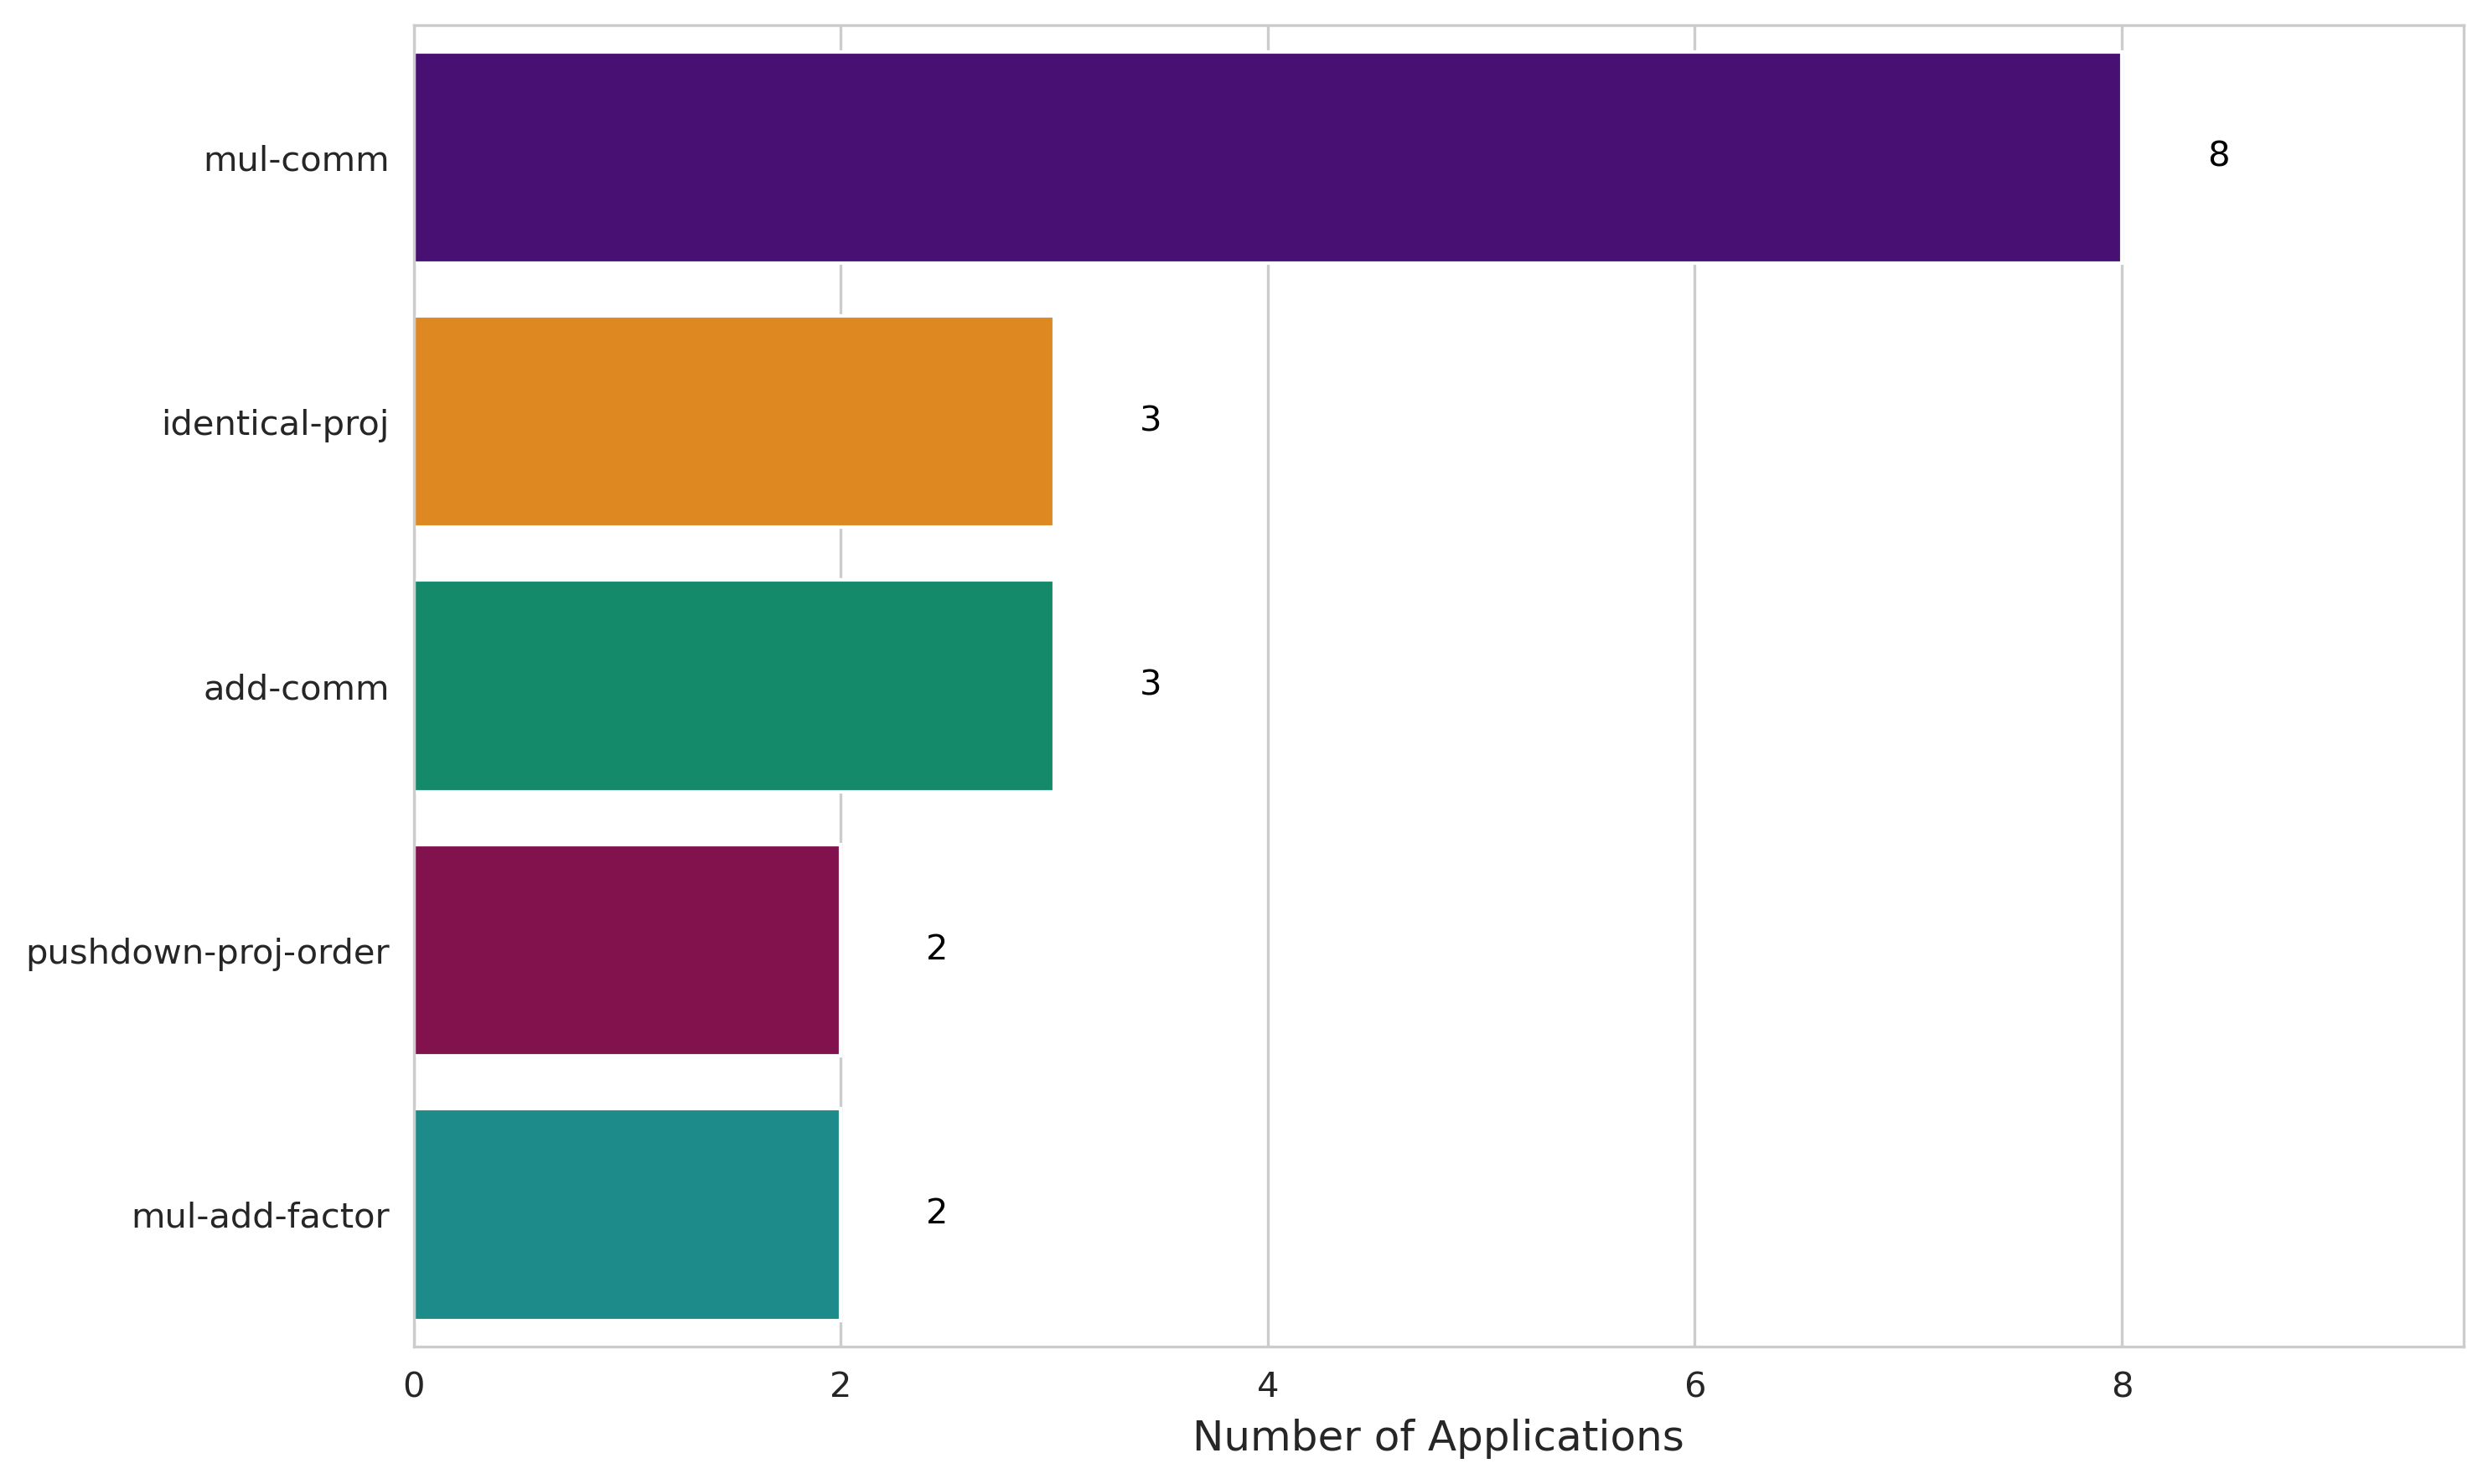 mul-comm
8
identical-proj
3
add-comm
3
pushdown-proj-order
2
mul-add-factor
2
0 2 4 6 8
Number of Applications